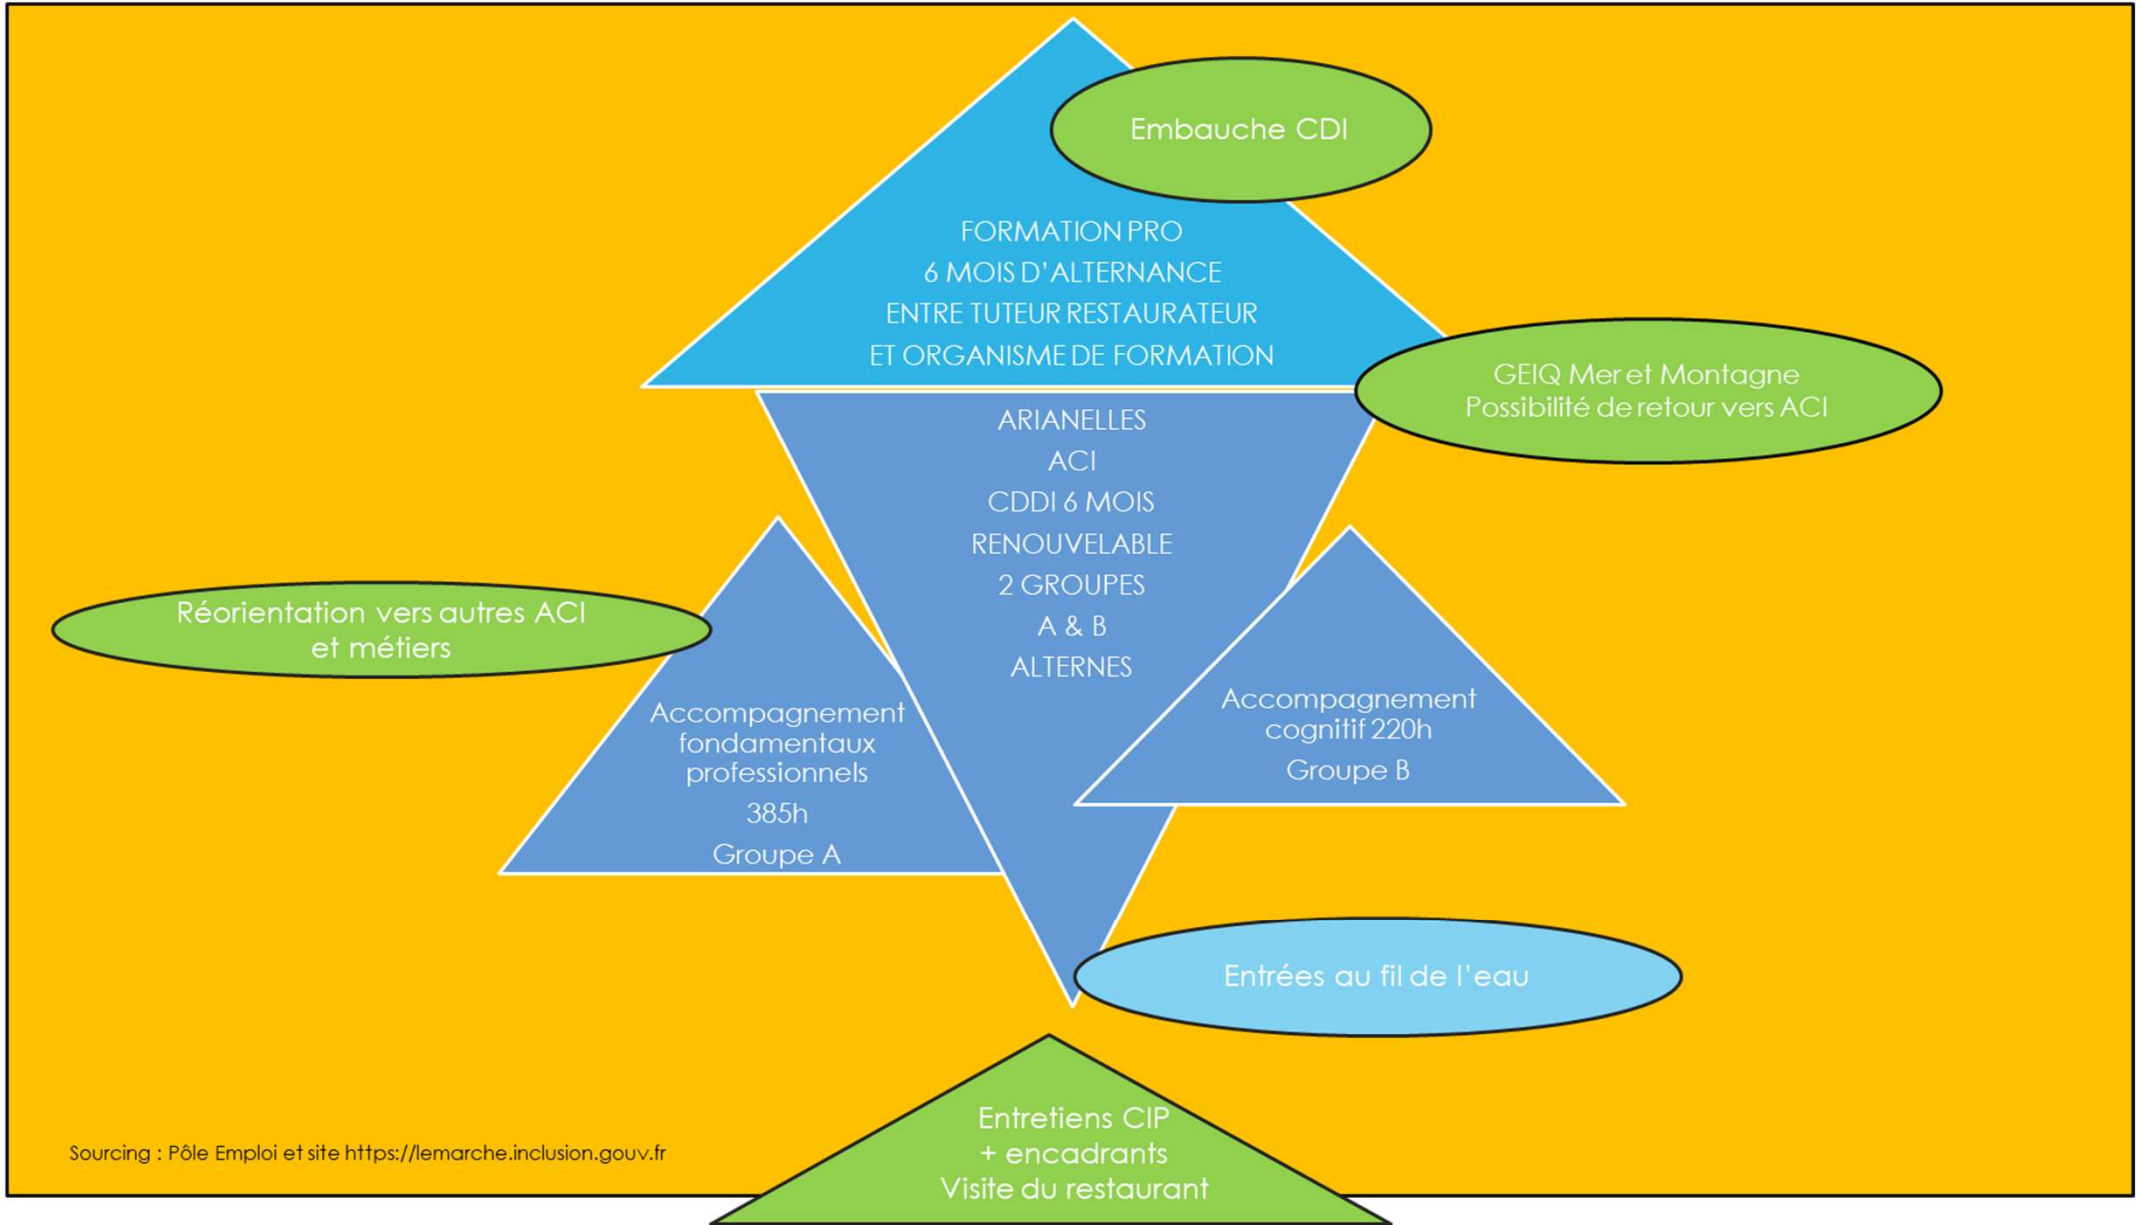 Embauche CDI
FORMATION PRO
6 MOIS D'ALTERNANCE
ENTRE TUTEUR RESTAURATEUR
ET ORGANISME DE FORMATION
GEIQ Mer et Montagne
Possibilité de retour vers ACI
ARIANELLES
ACI
CDDI 6 MOIS
RENOUVELABLE
2 GROUPES
A & B
ALTERNES
Réorientation vers autres ACI
et métiers
Accompagnement
fondamentaux
professionnels
385h
Groupe A
Accompagnement
cognitif 220h
Groupe B
Entrées au fil de l'eau
Entretiens CIP
+ encadrants
Visite du restaurant
Sourcing : Pôle Emploi et site https://lemarche.inclusion.gouv.fr